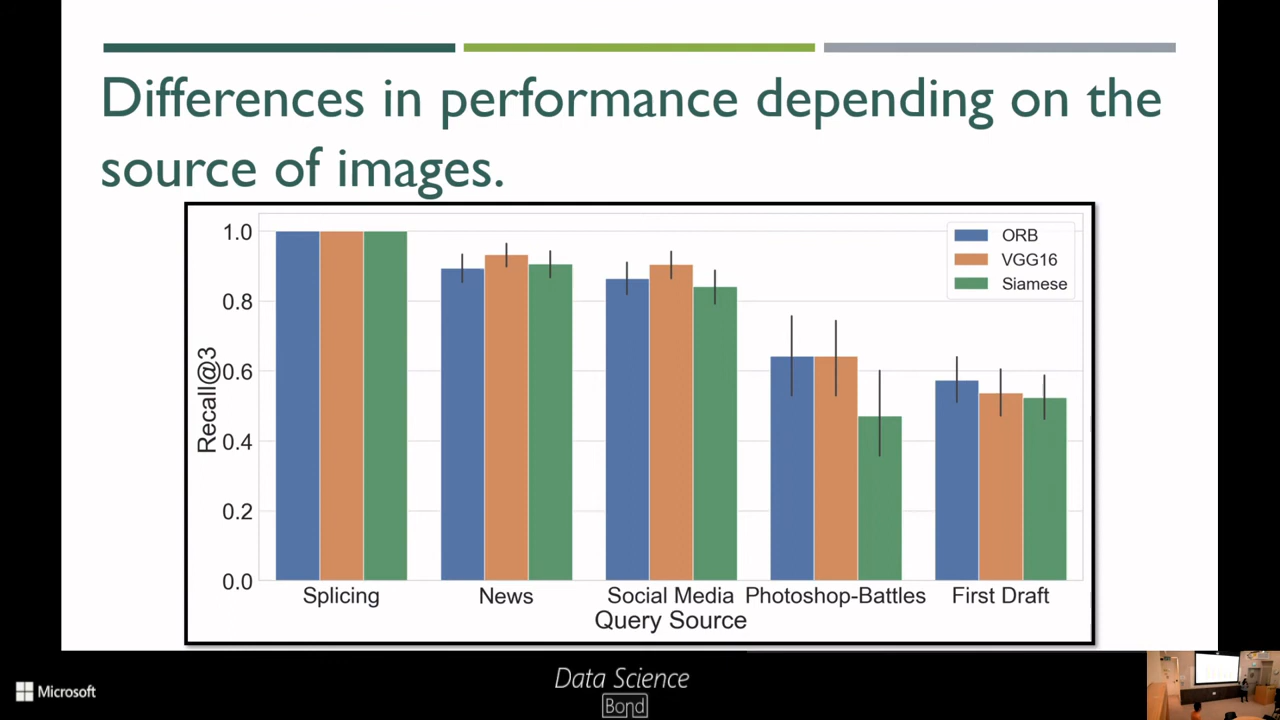 Differences in performance depending on the
source of images.
1.0
0.8
0.6
0.4
0.2
0.0
Recall@3
ORB
VGG16
Siamese
Splicing
News
Social Media
Photoshop-Battles
First Draft
Query Source
Microsoft
Data Science
Bond